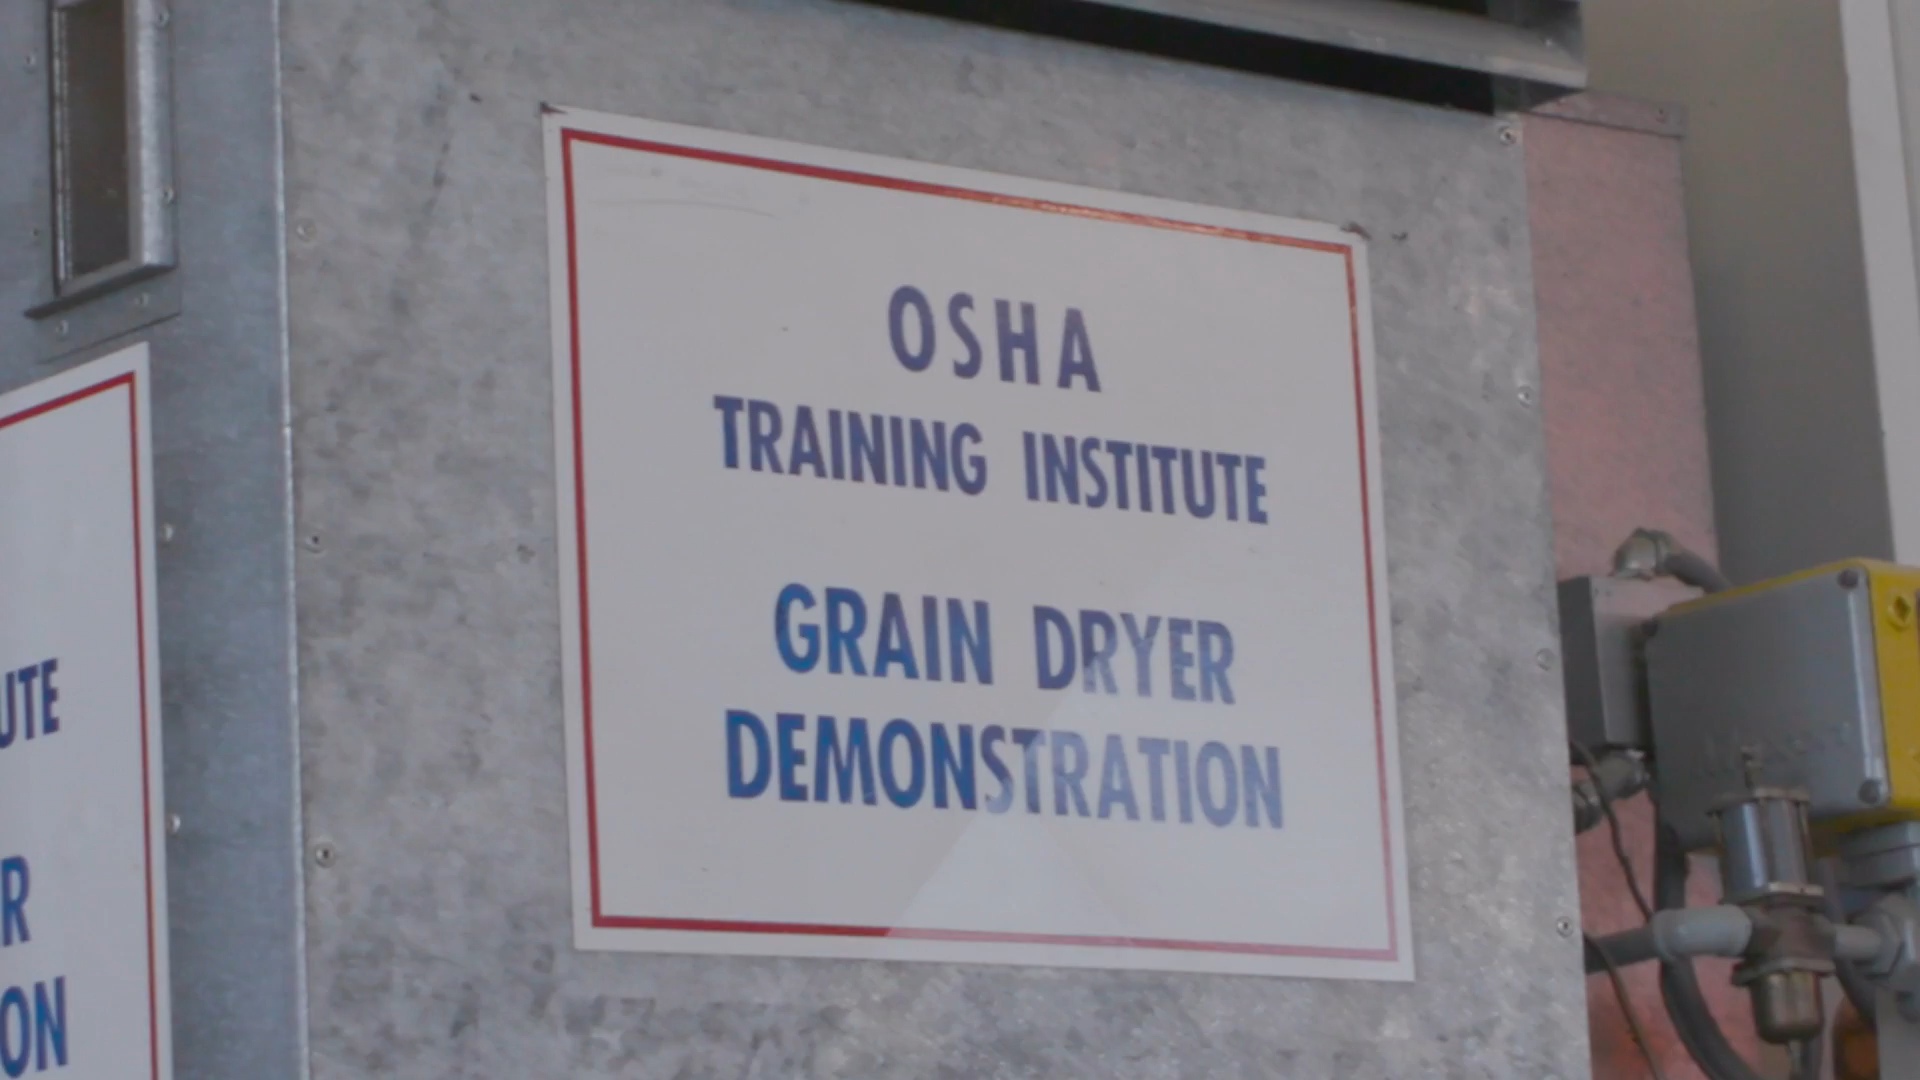 OSHA
TRAINING INSTITUTE
GRAIN DRYER
DEMONSTRATION
UTE
R
ON